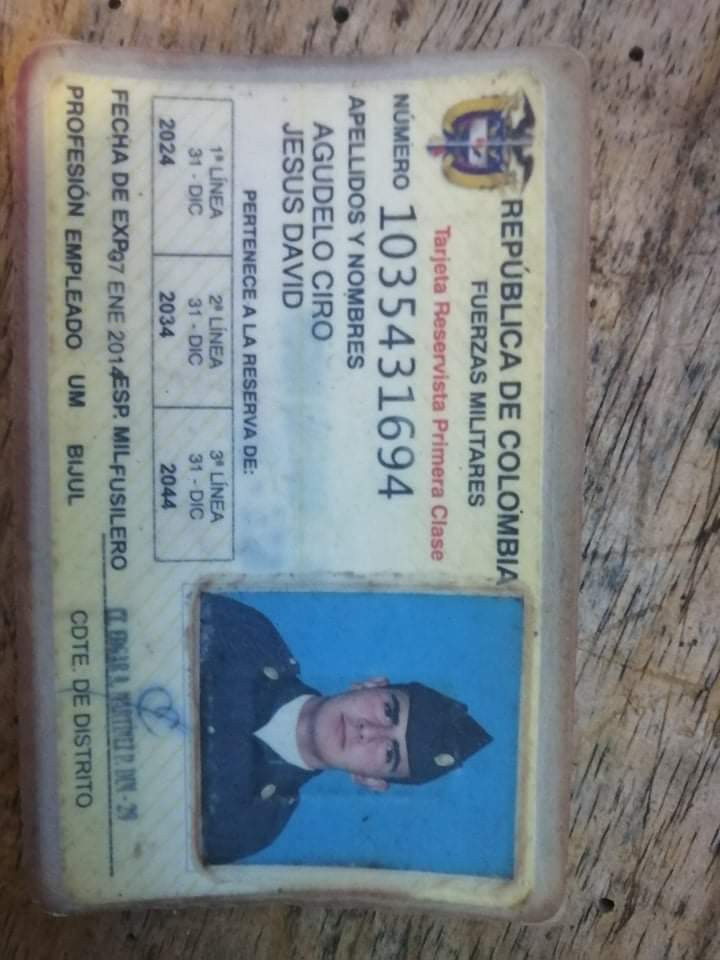 REPÚBLICA DE COLOMBIA
FUERZAS MILITARES
Tarjeta Reservista Primera Clase
NÚMERO 1035431694
APELLIDOS Y NOMBRES
AGUDELO CIRO
JESUS DAVID
PERTENECE A LA RESERVA DE:
1ª LÍNEA 2ª LÍNEA 3ª LÍNEA
31 - DIC 31 - DIC 31 - DIC
2024 2034 2044
FECHA DE EXP. 07 ENE 2014 ESP. MIL FUSILERO
PROFESIÓN EMPLEADO UM BIJUL CDTE. DE DISTRITO